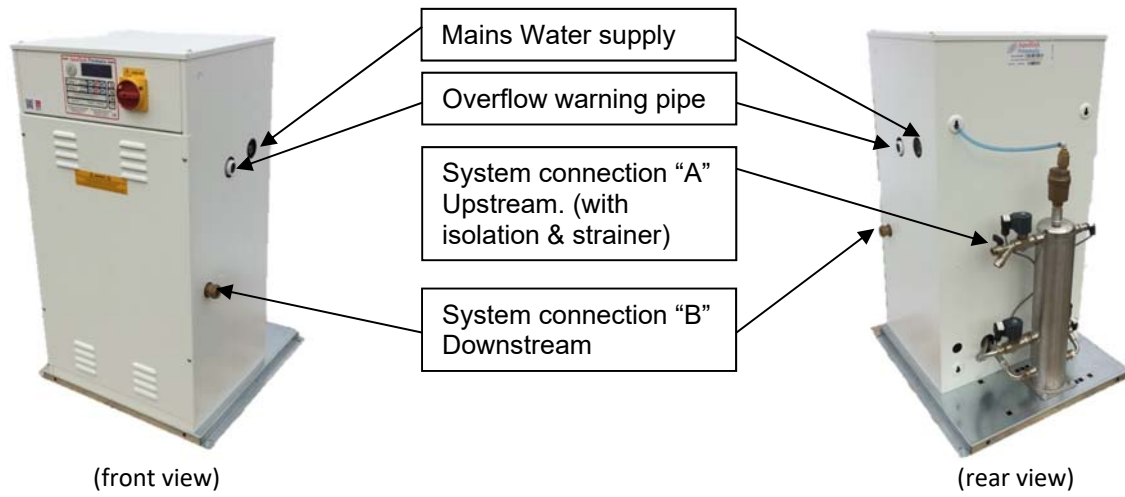 Mains Water supply
Overflow warning pipe
System connection “A”
Upstream. (with
isolation & strainer)
System connection “B”
Downstream
(front view)
(rear view)